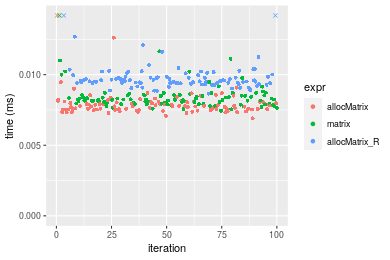 0.010
0.005
0.000
time (ms)
0
25
50
75
100
iteration
expr
allocMatrix
matrix
allocMatrix_R